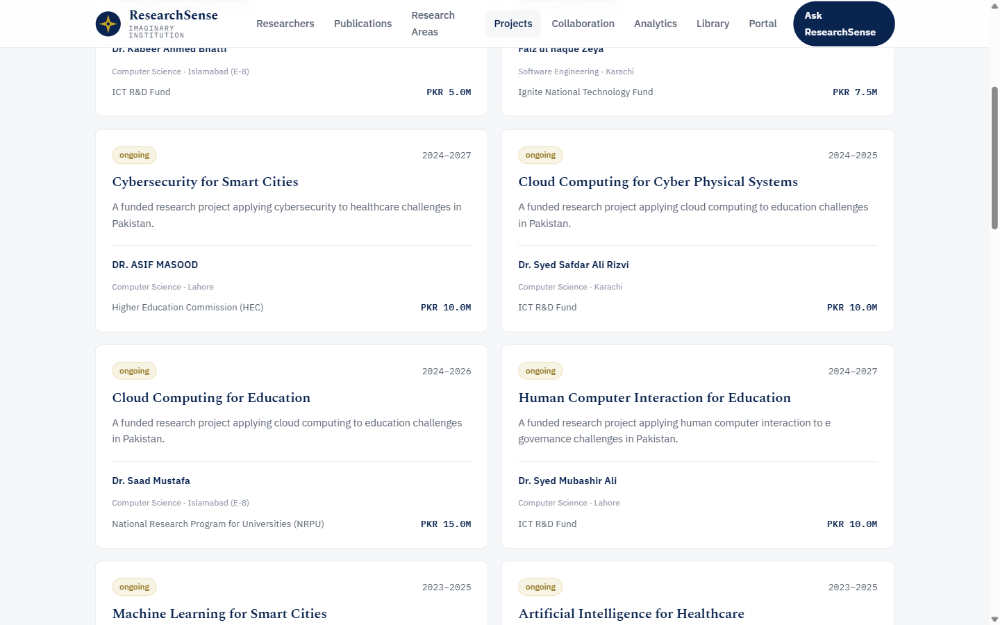 ResearchSense
IMAGINARY
INSTITUTION
Researchers
Publications
Research
Areas
Projects
Collaboration
Analytics
Library
Portal
Ask
ResearchSense
Dr. Kabeer Ahmed Bhatti
Computer Science · Islamabad (E-8)
ICT R&D Fund
PKR 5.0M
Faiz ul haque Zeya
Software Engineering · Karachi
Ignite National Technology Fund
PKR 7.5M
ongoing
2024–2027
Cybersecurity for Smart Cities
A funded research project applying cybersecurity to healthcare challenges in
Pakistan.
DR. ASIF MASOOD
Computer Science · Lahore
Higher Education Commission (HEC)
PKR 10.0M
ongoing
2024–2025
Cloud Computing for Cyber Physical Systems
A funded research project applying cloud computing to education challenges
in Pakistan.
Dr. Syed Safdar Ali Rizvi
Computer Science · Karachi
ICT R&D Fund
PKR 10.0M
ongoing
2024–2026
Cloud Computing for Education
A funded research project applying cloud computing to education challenges
in Pakistan.
Dr. Saad Mustafa
Computer Science · Islamabad (E-8)
National Research Program for Universities (NRPU)
PKR 15.0M
ongoing
2024–2027
Human Computer Interaction for Education
A funded research project applying human computer interaction to e
governance challenges in Pakistan.
Dr. Syed Mubashir Ali
Computer Science · Lahore
ICT R&D Fund
PKR 10.0M
ongoing
2023–2025
Machine Learning for Smart Cities
ongoing
2023–2025
Artificial Intelligence for Healthcare